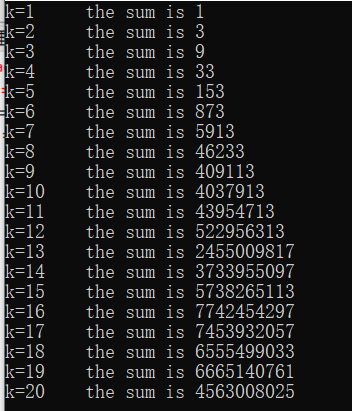 k=1 the sum is 1
k=2 the sum is 3
k=3 the sum is 9
k=4 the sum is 33
k=5 the sum is 153
k=6 the sum is 873
k=7 the sum is 5913
k=8 the sum is 46233
k=9 the sum is 409113
k=10 the sum is 4037913
k=11 the sum is 43954713
k=12 the sum is 522956313
k=13 the sum is 2455009817
k=14 the sum is 3733955097
k=15 the sum is 5738265113
k=16 the sum is 7742454297
k=17 the sum is 7453932057
k=18 the sum is 6555499033
k=19 the sum is 6665140761
k=20 the sum is 4563008025